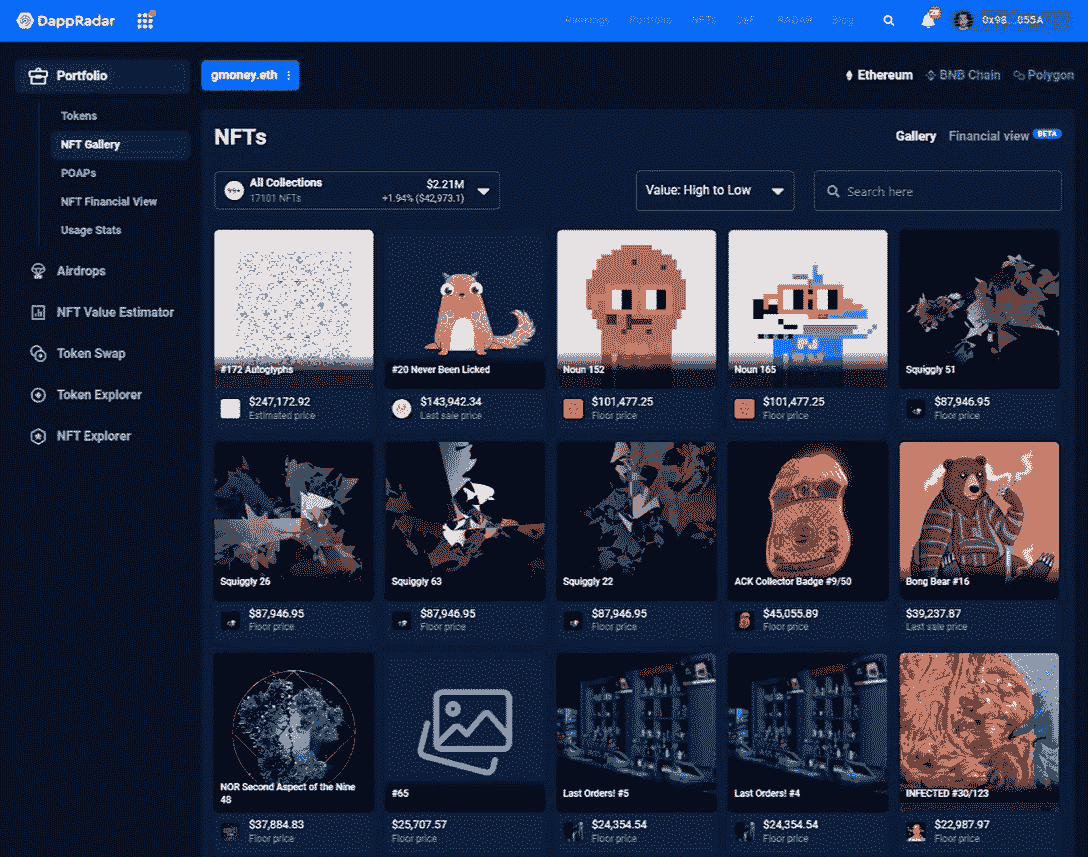 DappRadar
Rankings Portfolio NFTs DeFi RADAR Blog
0x98...055A
Portfolio
Tokens
NFT Gallery
POAPs
NFT Financial View
Usage Stats
Airdrops
NFT Value Estimator
Token Swap
Token Explorer
NFT Explorer
gmoney.eth
Ethereum BNB Chain Polygon
NFTs
Gallery Financial view BETA
99+ All Collections $2.21M
17101 NFTs +1.94% ($42,973.1)
Value: High to Low
Search here
#172 Autoglyphs #20 Never Been Licked Noun 152 Noun 165 Squiggly 51
$247,172.92 $143,942.34 $101,477.25 $101,477.25 $87,946.95
Estimated price Last sale price Floor price Floor price Floor price
Squiggly 26 Squiggly 63 Squiggly 22 ACK Collector Badge #9/50 Bong Bear #16
$87,946.95 $87,946.95 $87,946.95 $45,055.89 $39,237.87
Floor price Floor price Floor price Floor price Last sale price
NOR Second Aspect of the Nine
48 #65 Last Orders! #5 Last Orders! #4 INFECTED #30/123
$37,884.83 $25,707.57 $24,354.54 $24,354.54 $22,987.97
Floor price Floor price Floor price Floor price Floor price